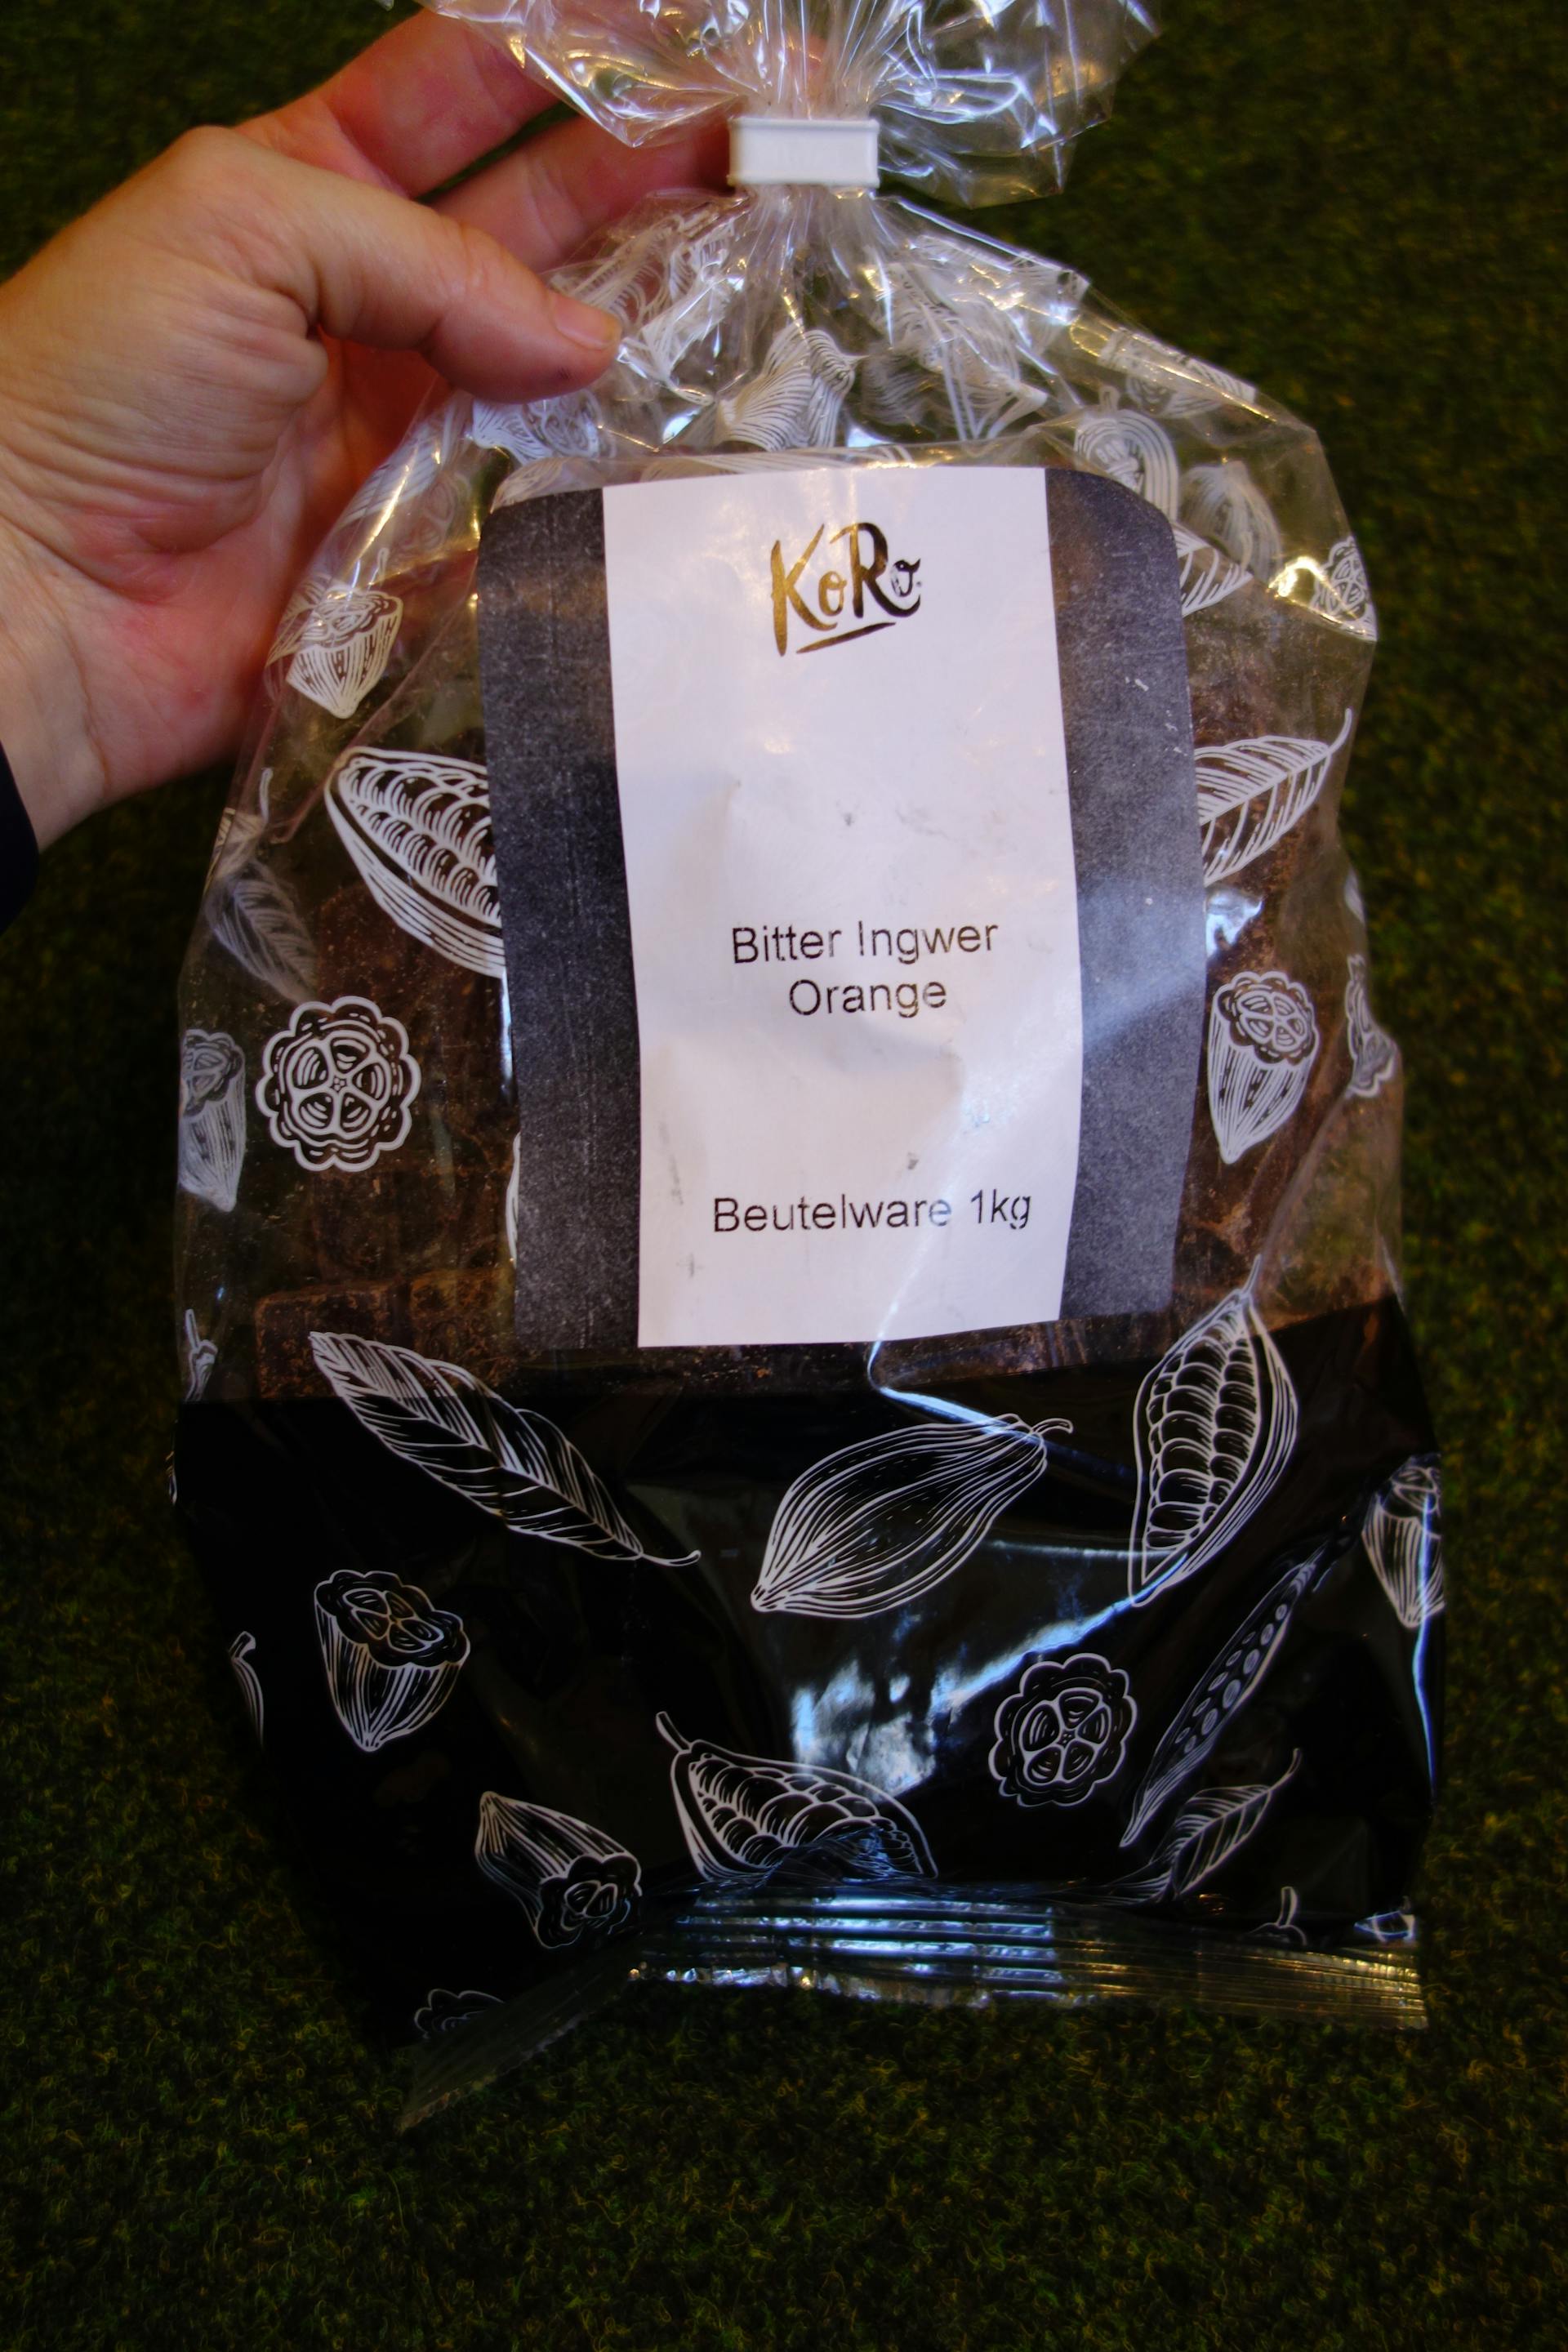 KoRo
Bitter Ingwer
Orange
Beutelware 1kg